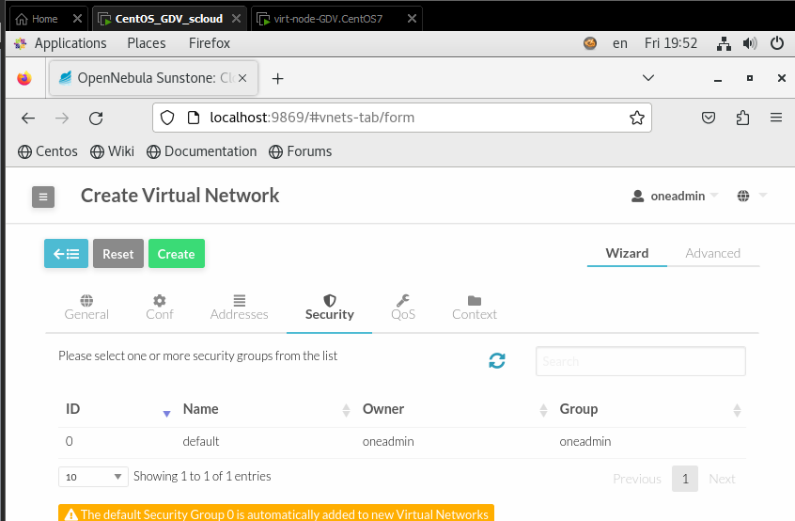 Home
CentOS_GDV_scloud
virt-node-GDV.CentOS7
Applications Places Firefox en Fri 19:52
OpenNebula Sunstone: Clo
localhost:9869/#vnets-tab/form
Centos Wiki Documentation Forums
Create Virtual Network oneadmin
Reset Create Wizard Advanced
General Conf Addresses Security QoS Context
Please select one or more security groups from the list Search
ID Name Owner Group
0 default oneadmin oneadmin
10 Showing 1 to 1 of 1 entries Previous 1 Next
The default Security Group 0 is automatically added to new Virtual Networks